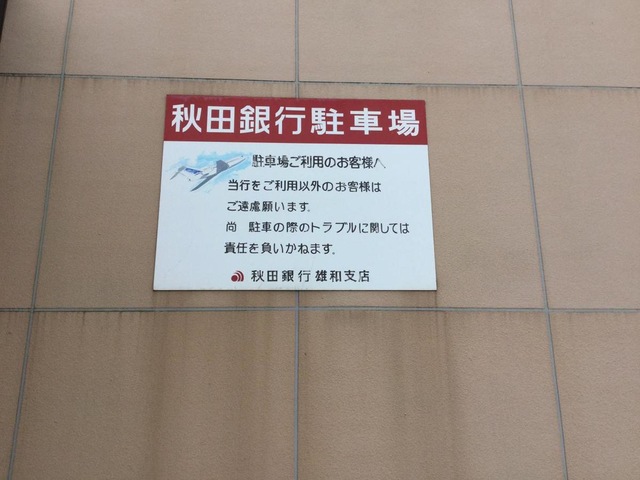 秋田銀行駐車場
駐車場ご利用のお客様へ
当行をご利用以外のお客様は
ご遠慮願います。
尚 駐車の際のトラブルに関しては
責任を負いかねます。
秋田銀行雄和支店